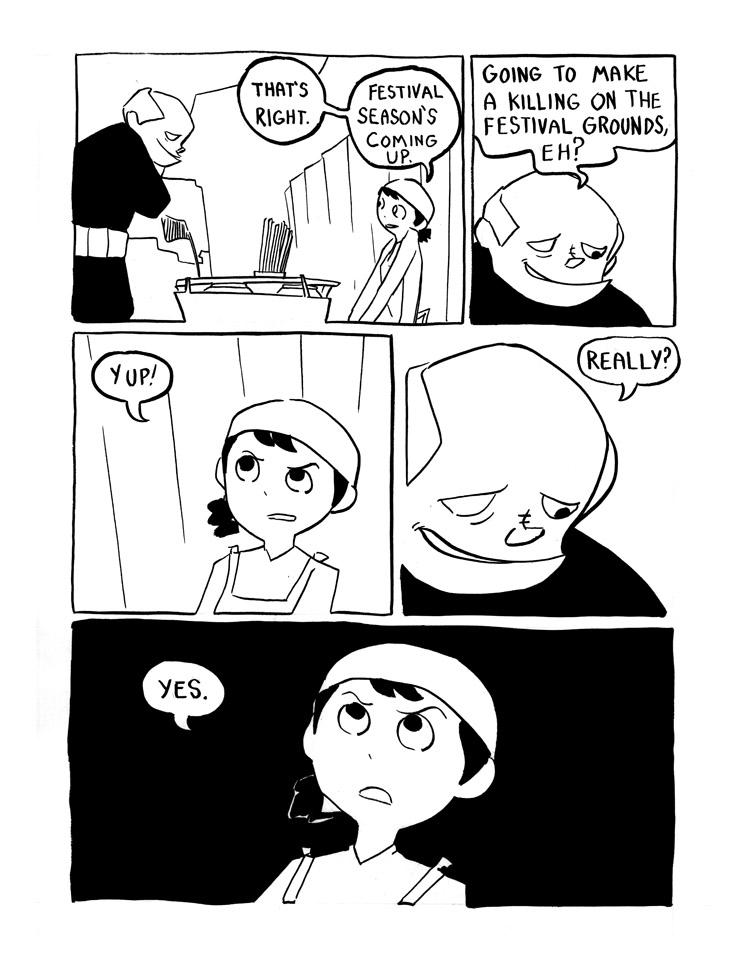 THAT'S
RIGHT.
FESTIVAL
SEASON'S
COMING
UP.
GOING TO MAKE
A KILLING ON THE
FESTIVAL GROUNDS,
EH?
YUP!
REALLY?
YES.